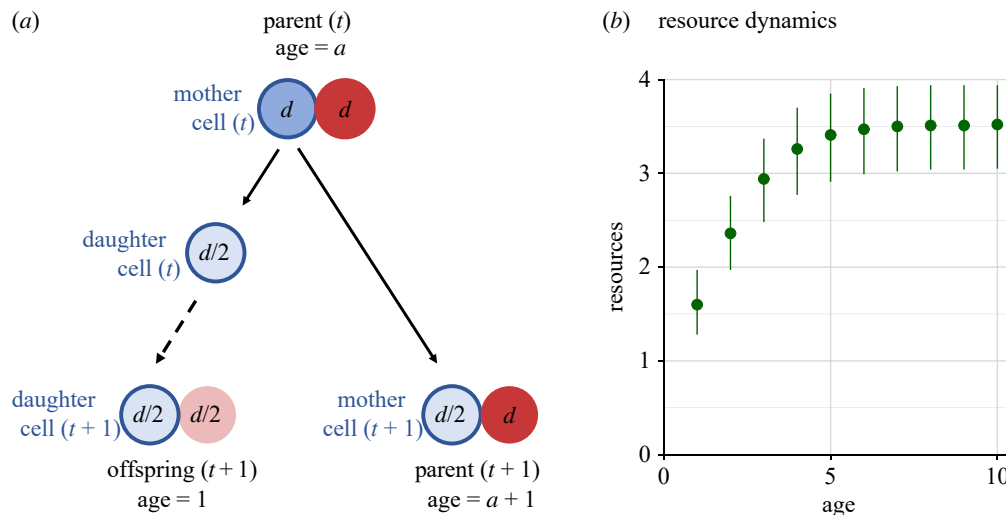 (a)
parent (t)
age = a
mother
cell (t)
d
d
daughter
cell (t)
d/2
daughter
cell (t + 1)
d/2
d/2
mother
cell (t + 1)
d/2
d
offspring (t + 1)
age = 1
parent (t + 1)
age = a + 1
(b) resource dynamics
4
3
2
1
0
resources
0
5
10
age